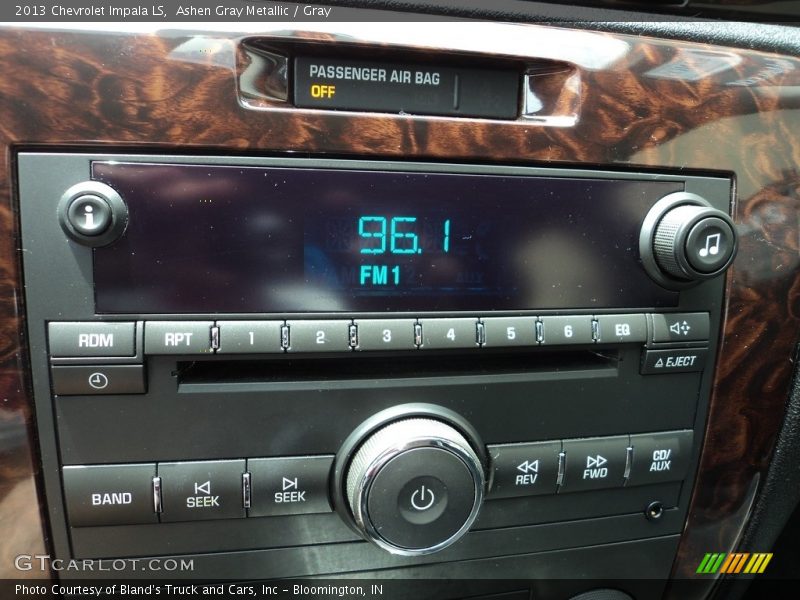 2013 Chevrolet Impala LS, Ashen Gray Metallic / Gray
PASSENGER AIR BAG
OFF
96.1
FM1
i
RDM RPT 1 2 3 4 5 6 EQ
EJECT
BAND SEEK SEEK REV FWD CD/
AUX
GTCARLOT.COM
Photo Courtesy of Bland's Truck and Cars, Inc - Bloomington, IN